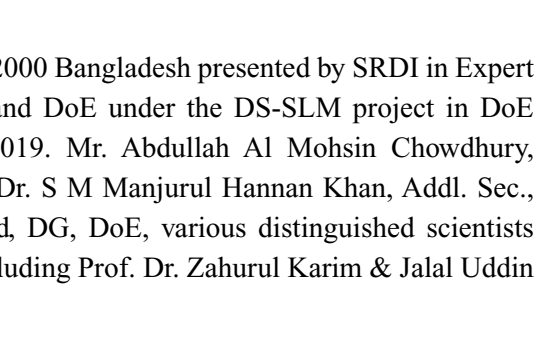 2000 Bangladesh presented by SRDI in Expert
and DoE under the DS-SLM project in DoE
019. Mr. Abdullah Al Mohsin Chowdhury,
Dr. S M Manjurul Hannan Khan, Addl. Sec.,
d, DG, DoE, various distinguished scientists
luding Prof. Dr. Zahurul Karim & Jalal Uddin